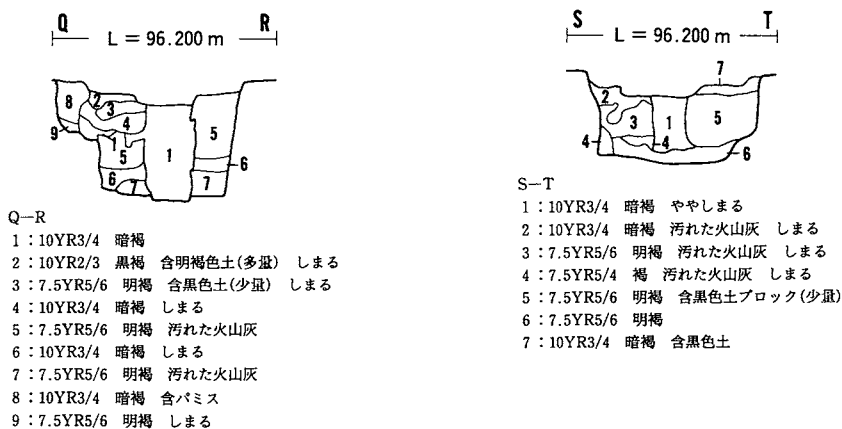 Q R
L = 96.200 m
8 2 3 4 9 1 5 6 7 1 5 6 7
Q—R
1：10YR3/4 暗褐
2：10YR2/3 黒褐 含明褐色土(多量) しまる
3：7.5YR5/6 明褐 含黒色土(少量) しまる
4：10YR3/4 暗褐 しまる
5：7.5YR5/6 明褐 汚れた火山灰
6：10YR3/4 暗褐 しまる
7：7.5YR5/6 明褐 汚れた火山灰
8：10YR3/4 暗褐 含パミス
9：7.5YR5/6 明褐 しまる
S T
L = 96.200 m
7
2 3 1 5
4 4 6
S—T
1：10YR3/4 暗褐 ややしまる
2：10YR3/4 暗褐 汚れた火山灰 しまる
3：7.5YR5/6 明褐 汚れた火山灰 しまる
4：7.5YR5/4 褐 汚れた火山灰 しまる
5：7.5YR5/6 明褐 含黒色土ブロック(少量)
6：7.5YR5/6 明褐
7：10YR3/4 暗褐 含黒色土